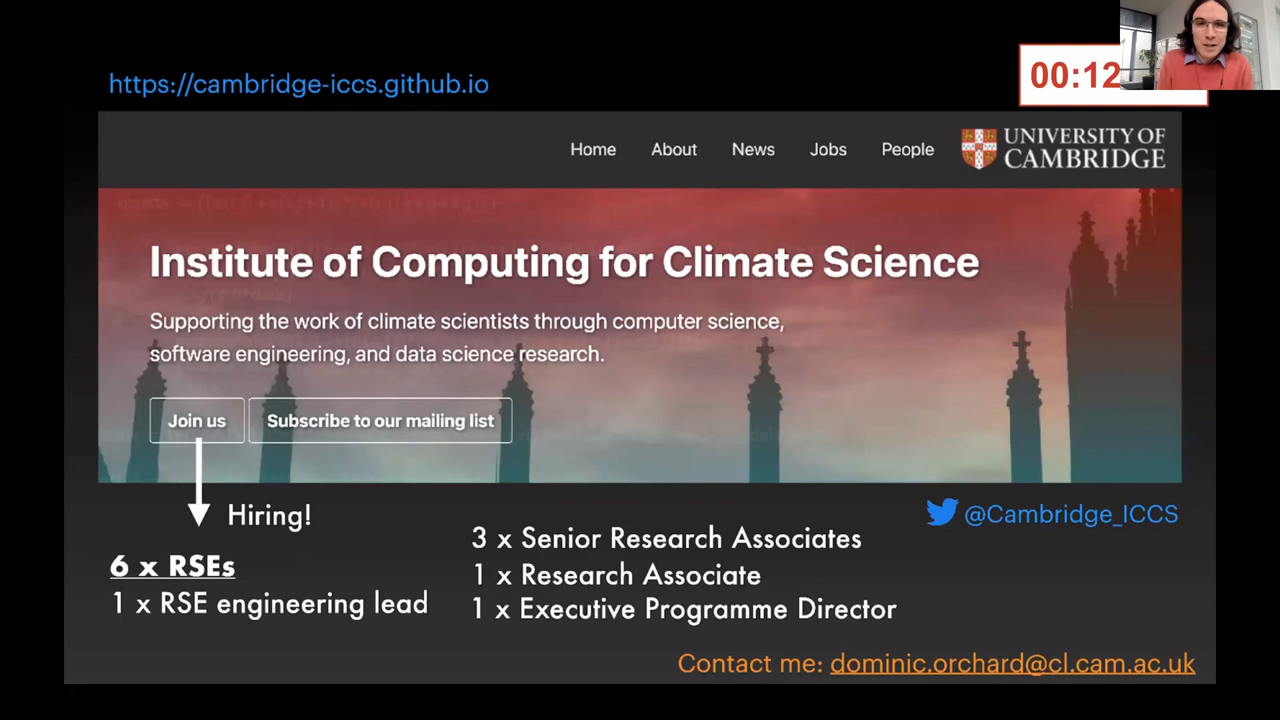 https://cambridge-iccs.github.io
00:12
Home About News Jobs People
UNIVERSITY OF
CAMBRIDGE
Institute of Computing for Climate Science
Supporting the work of climate scientists through computer science,
software engineering, and data science research.
Join us
Subscribe to our mailing list
Hiring!
6 x RSEs
1 x RSE engineering lead
3 x Senior Research Associates
1 x Research Associate
1 x Executive Programme Director
@Cambridge_ICCS
Contact me: dominic.orchard@cl.cam.ac.uk